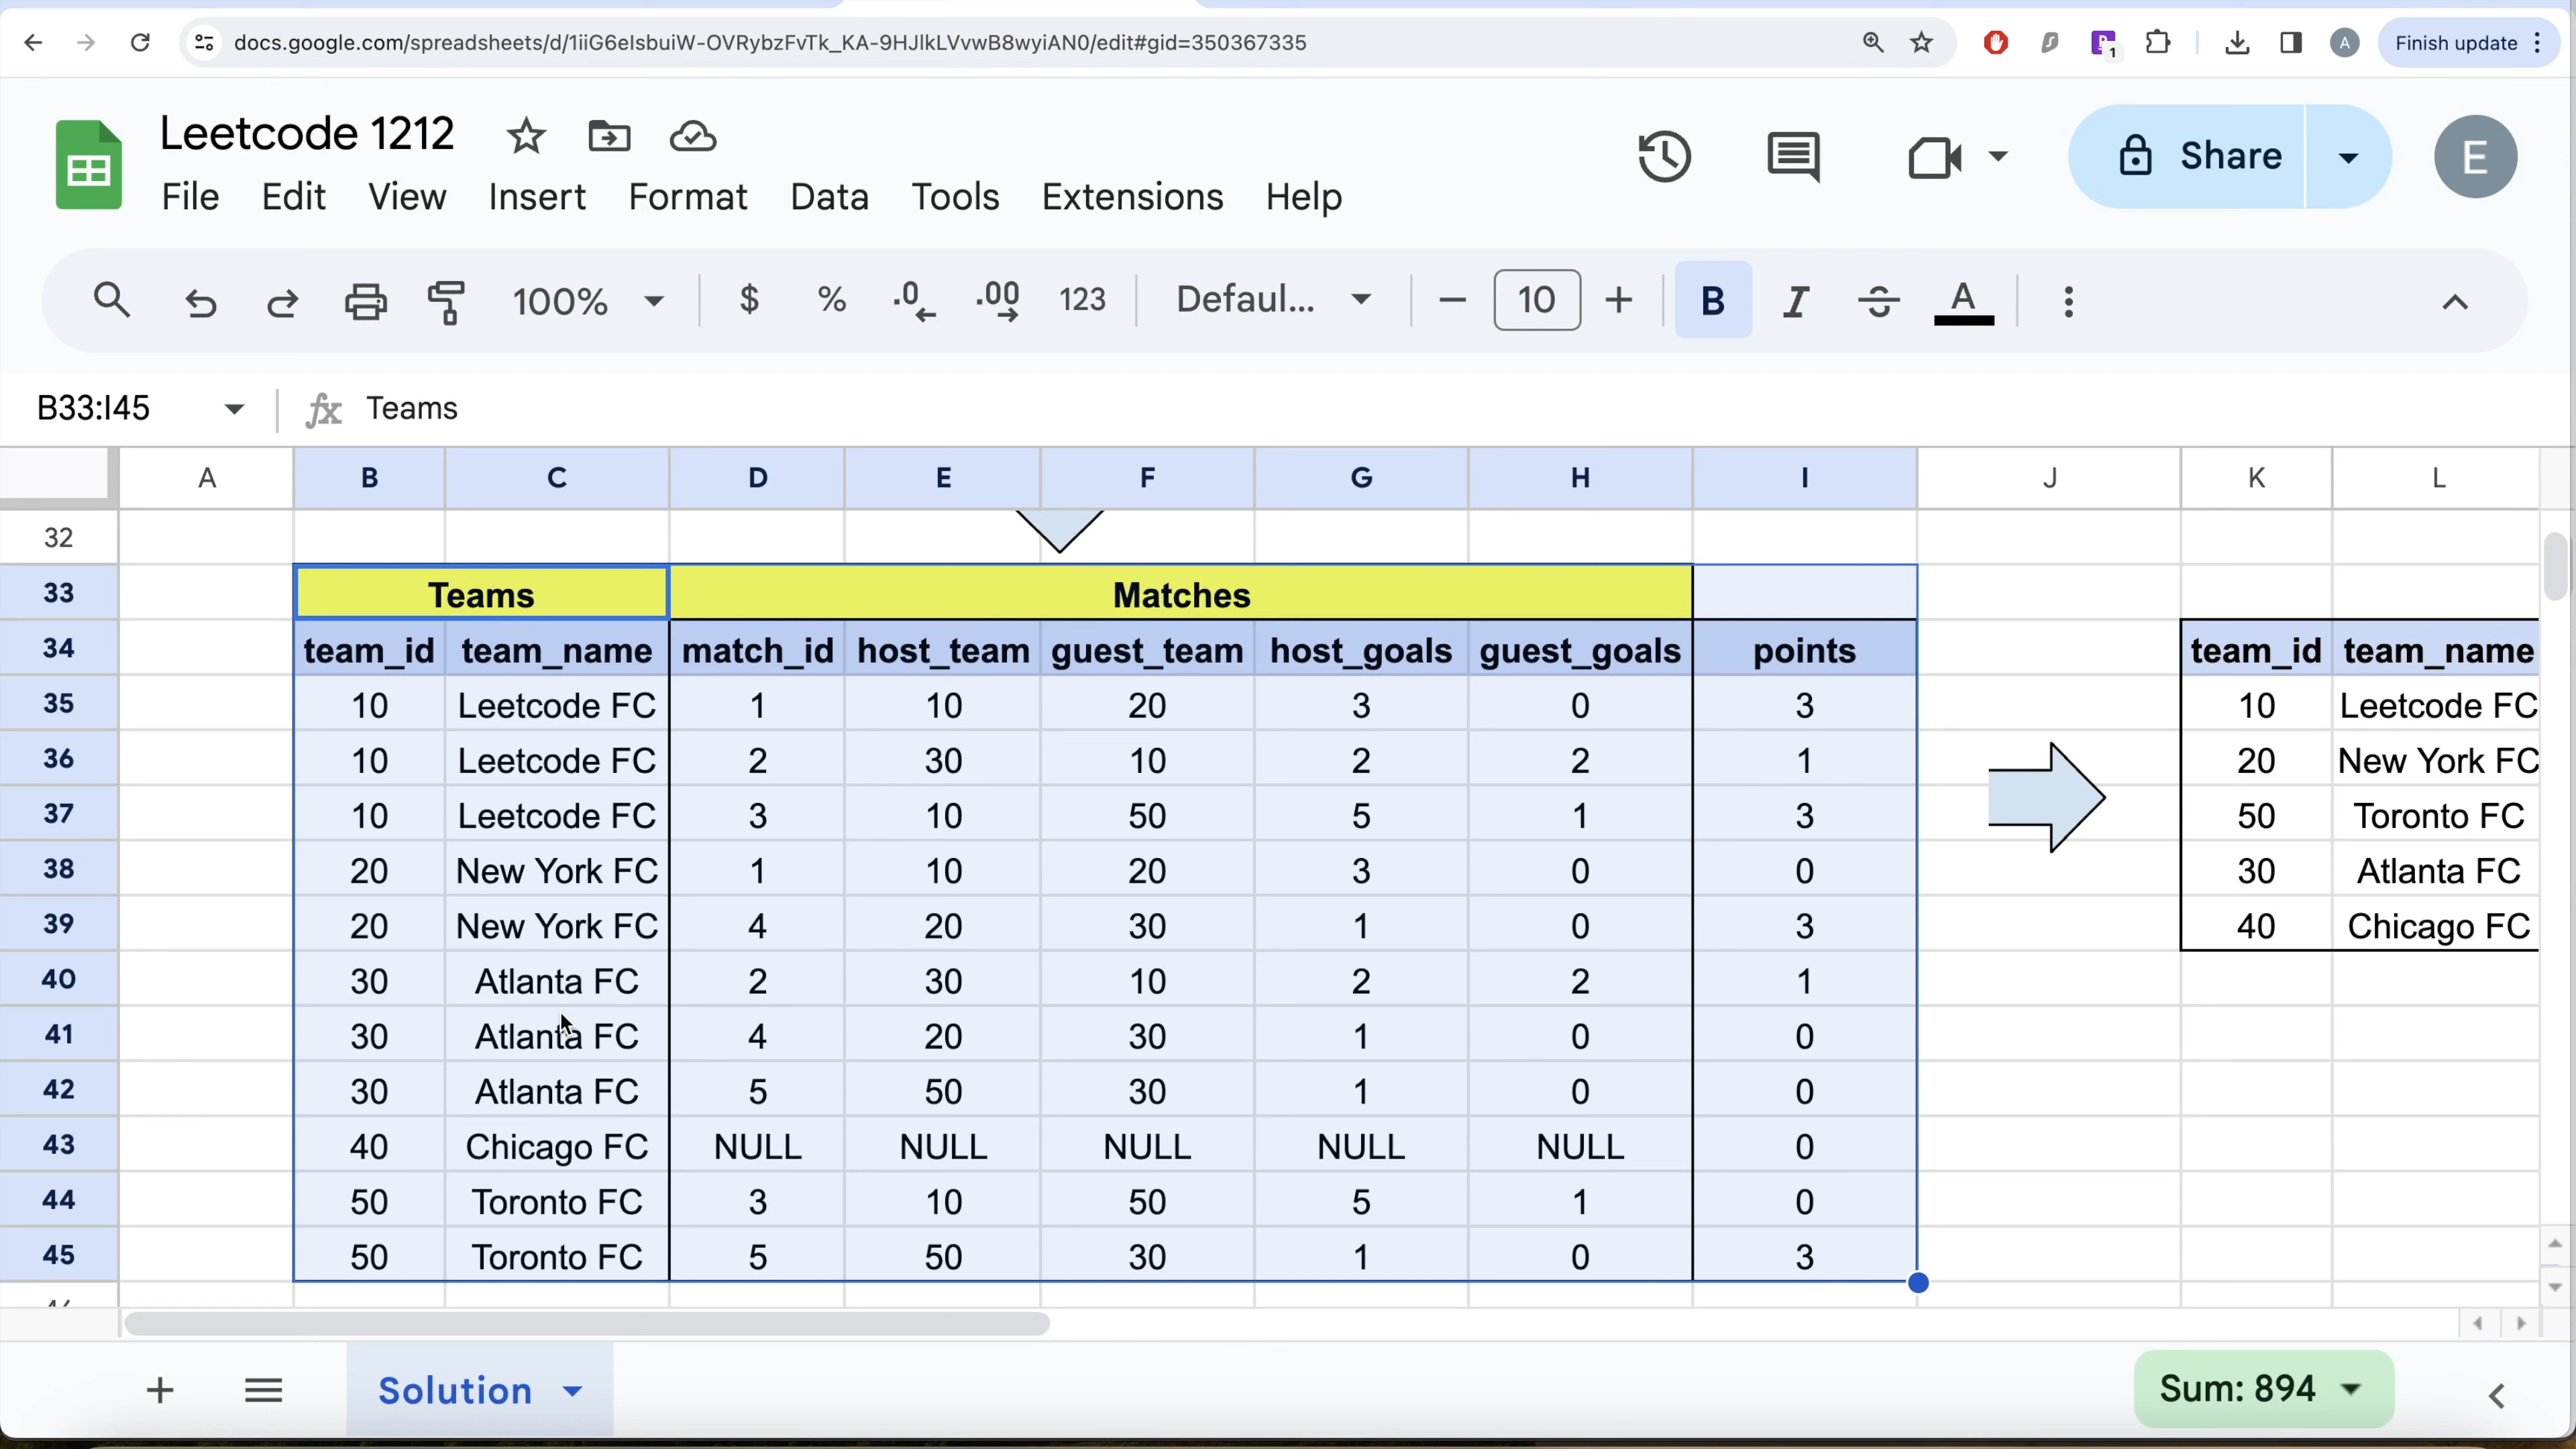 docs.google.com/spreadsheets/d/1iiG6eIsbuiW-OVRybzFvTk_KA-9HJlkLVvwB8wyiAN0/edit#gid=350367335
1
A
Finish update
Leetcode 1212
File Edit View Insert Format Data Tools Extensions Help
Share
E
100% $ % .0 .00 123 Defaul... 10 B I S A
B33:I45 fx Teams
A B C D E F G H I J K L
32
33 Teams Matches
34 team_id team_name match_id host_team guest_team host_goals guest_goals points team_id team_name
35 10 Leetcode FC 1 10 20 3 0 3 10 Leetcode FC
36 10 Leetcode FC 2 30 10 2 2 1 20 New York FC
37 10 Leetcode FC 3 10 50 5 1 3 50 Toronto FC
38 20 New York FC 1 10 20 3 0 0 30 Atlanta FC
39 20 New York FC 4 20 30 1 0 3 40 Chicago FC
40 30 Atlanta FC 2 30 10 2 2 1
41 30 Atlanta FC 4 20 30 1 0 0
42 30 Atlanta FC 5 50 30 1 0 0
43 40 Chicago FC NULL NULL NULL NULL NULL 0
44 50 Toronto FC 3 10 50 5 1 0
45 50 Toronto FC 5 50 30 1 0 3
Solution
Sum: 894